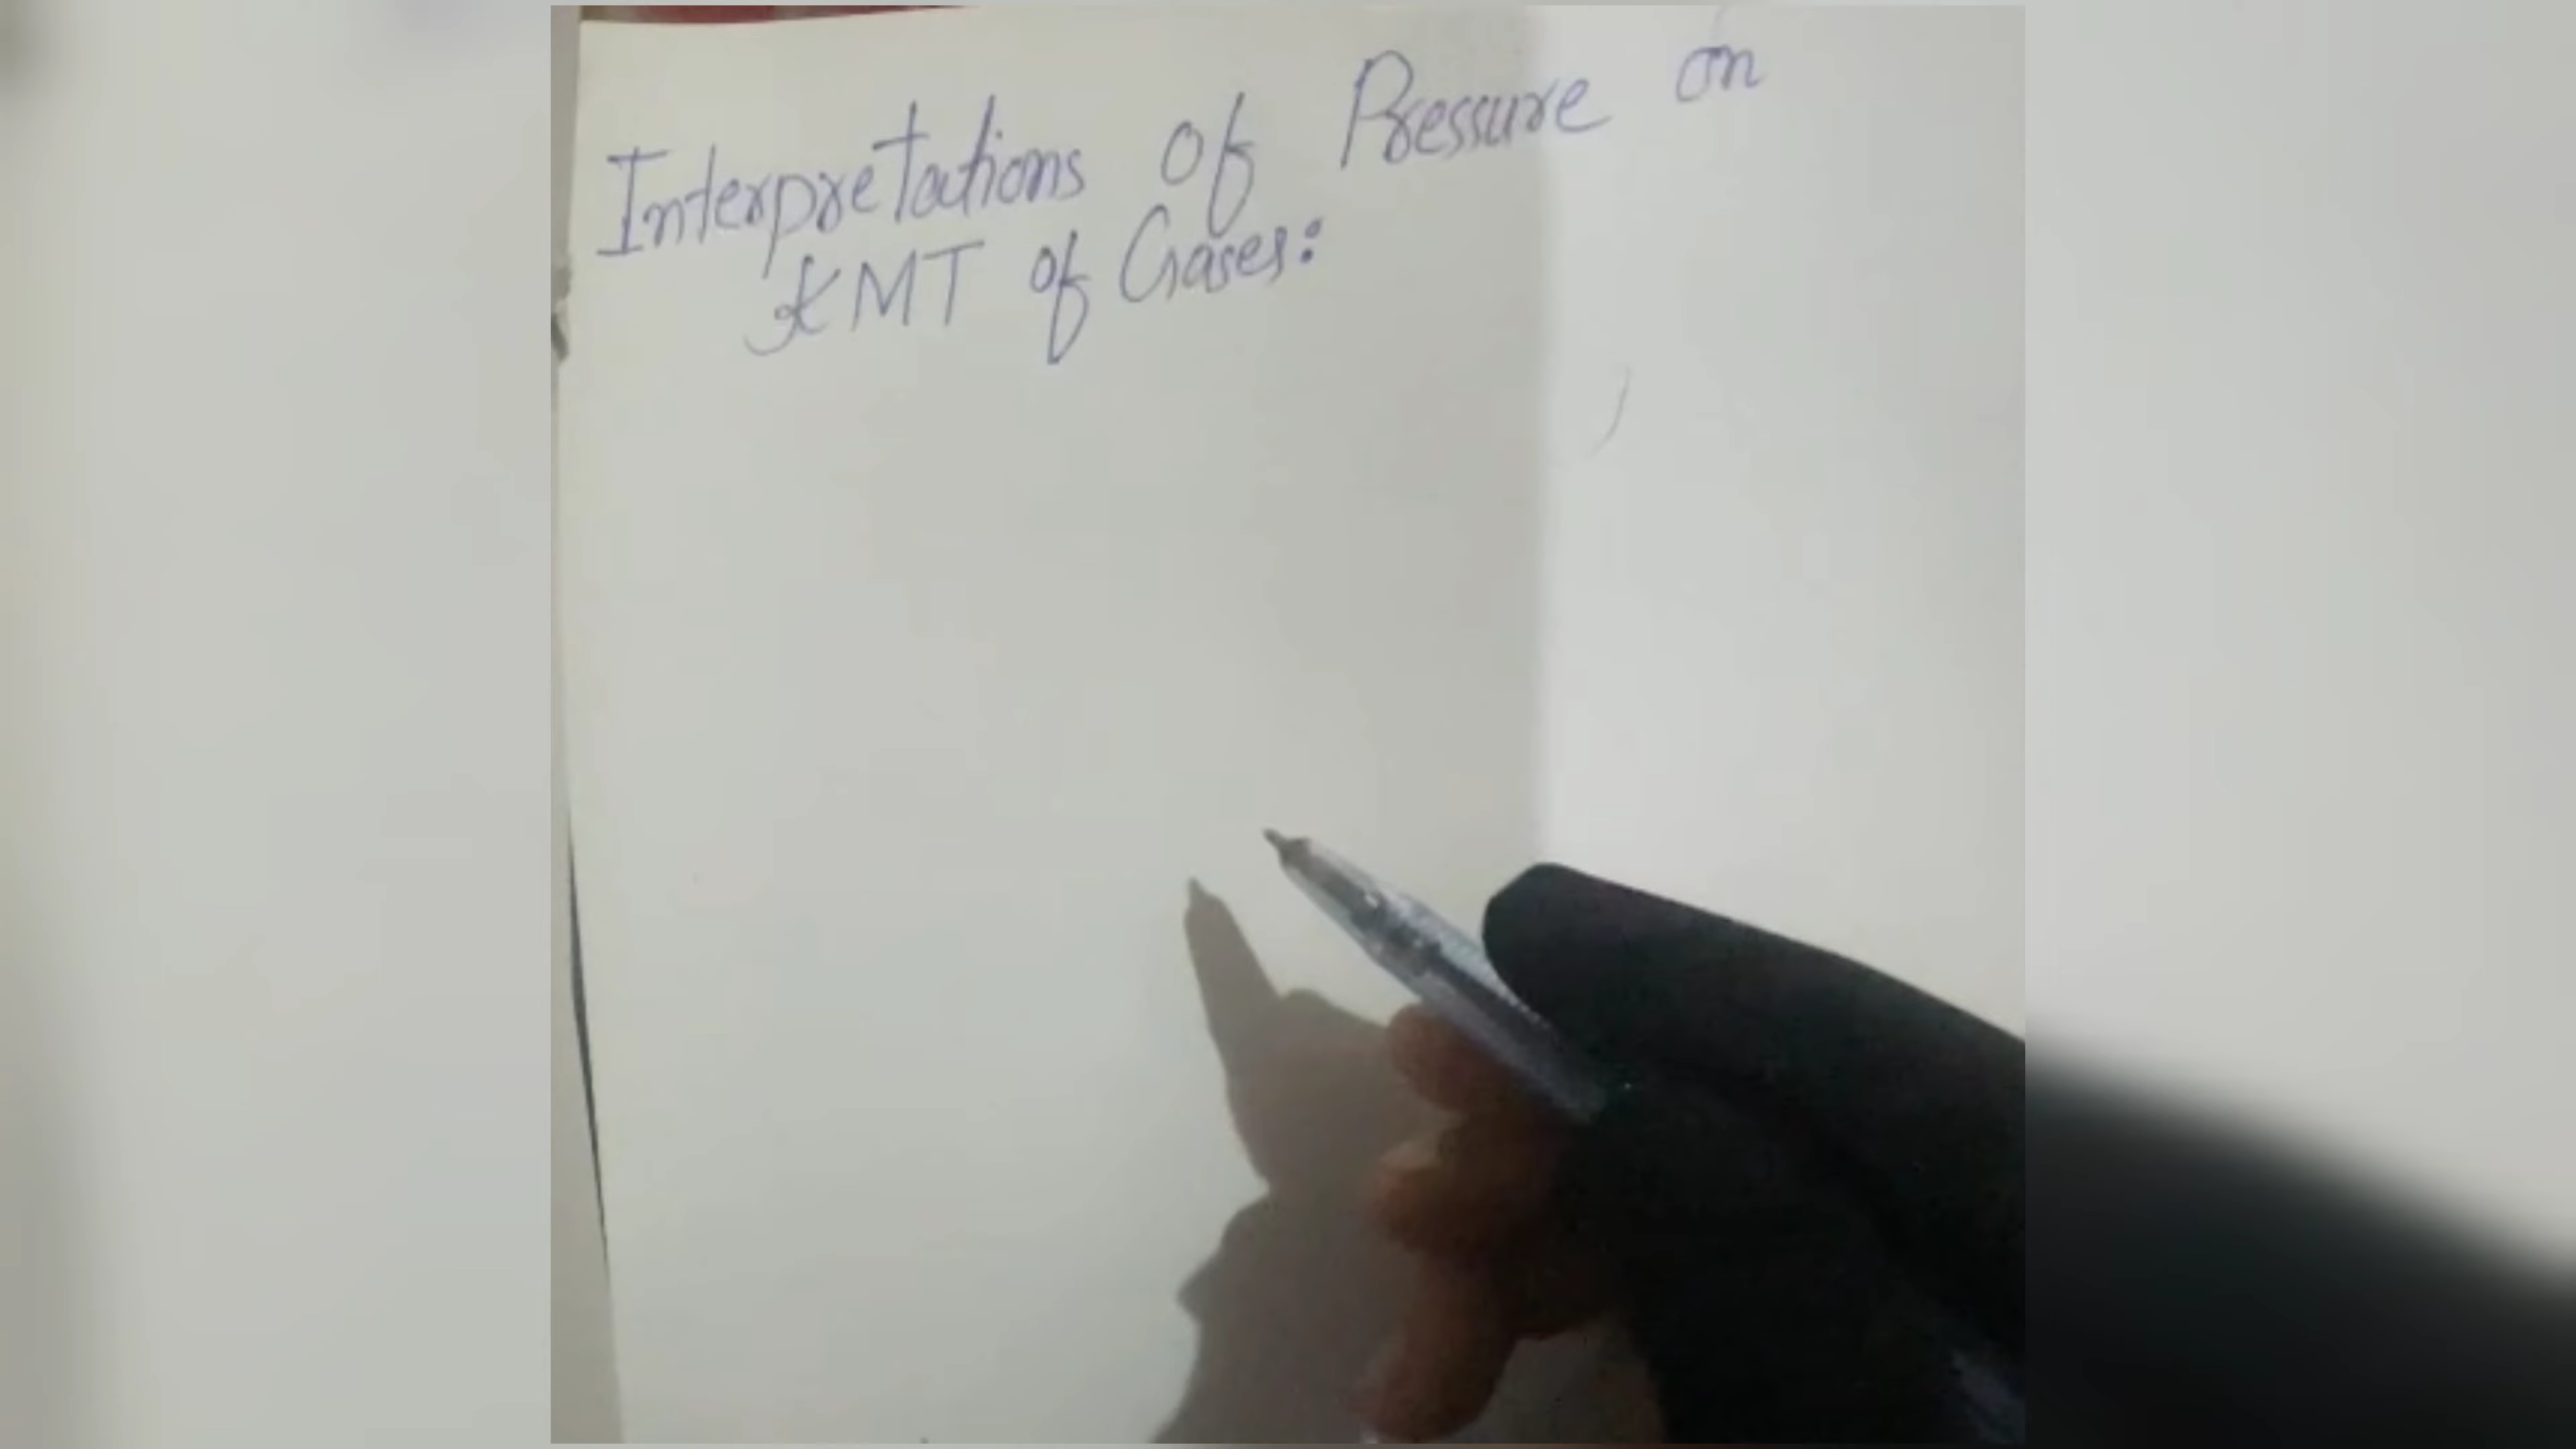 Interpretations of Pressure on
KMT of Gases: